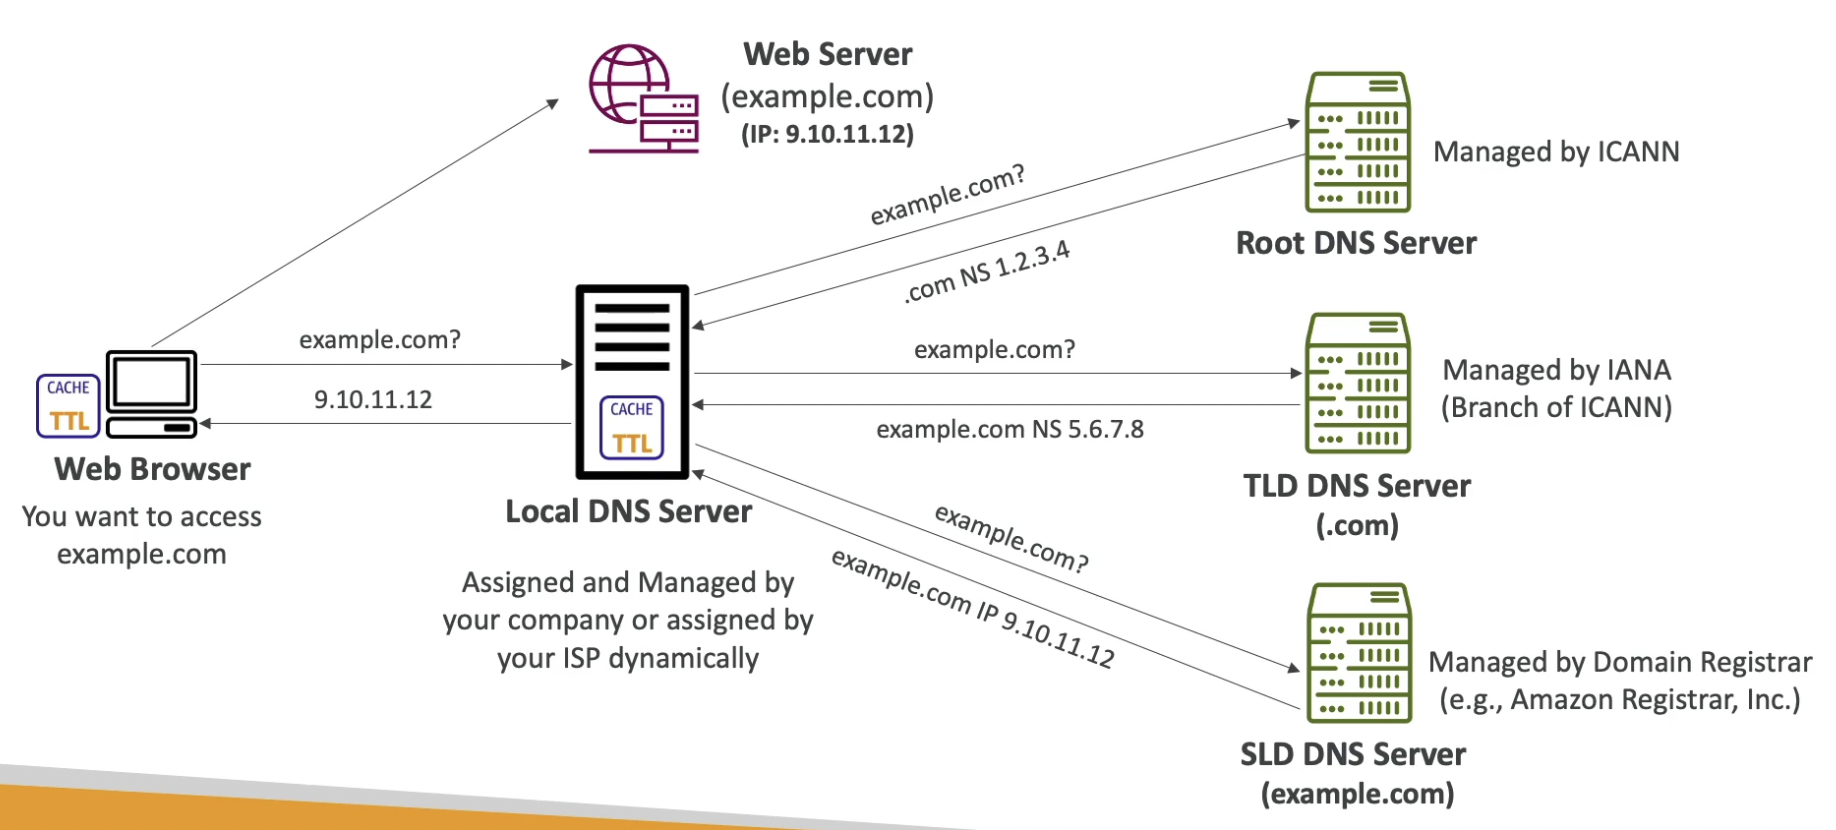 Web Server
(example.com)
(IP: 9.10.11.12)
example.com?
.com NS 1.2.3.4
Managed by ICANN
Root DNS Server
example.com?
9.10.11.12
CACHE
TTL
Web Browser
You want to access
example.com
CACHE
TTL
Local DNS Server
Assigned and Managed by
your company or assigned by
your ISP dynamically
example.com?
example.com NS 5.6.7.8
Managed by IANA
(Branch of ICANN)
TLD DNS Server
(.com)
example.com?
example.com IP 9.10.11.12
Managed by Domain Registrar
(e.g., Amazon Registrar, Inc.)
SLD DNS Server
(example.com)